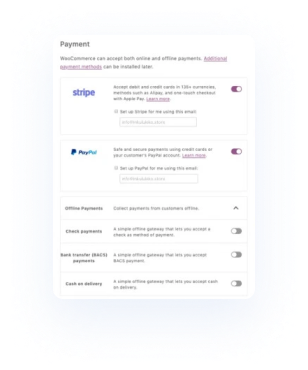 Payment
WooCommerce can accept both online and offline payments. Additional
payment methods can be installed later.
stripe
Accept debit and credit cards in 135+ currencies,
methods such as Alipay, and one-touch checkout
with Apple Pay. Learn more.
Set up Stripe for me using this email:
PayPal
Safe and secure payments using credit cards or
your customer's PayPal account. Learn more.
Set up PayPal for me using this email:
Offline Payments
Collect payments from customers offline.
Check payments
A simple offline gateway that lets you accept a
check as method of payment.
Bank transfer (BACS)
payments
A simple offline gateway that lets you accept
BACS payment.
Cash on delivery
A simple offline gateway that lets you accept cash
on delivery.